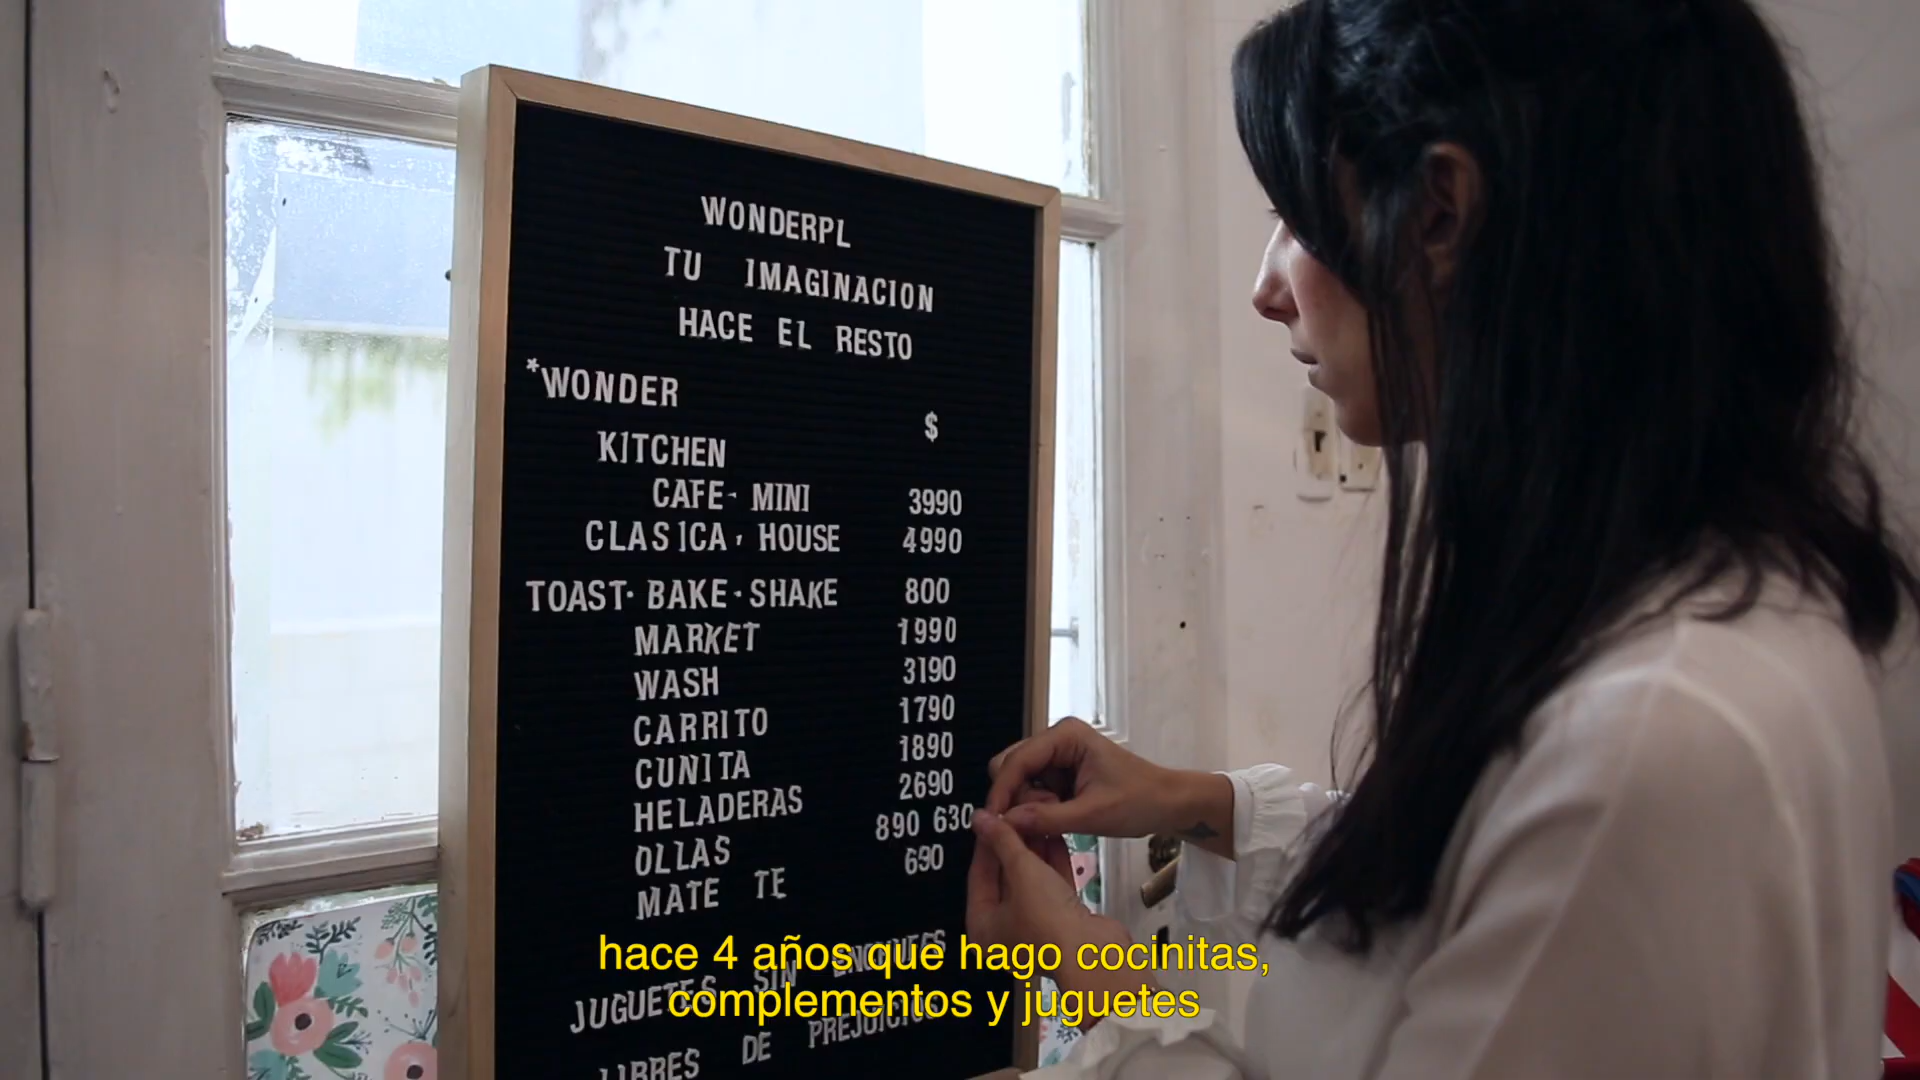 WONDERPL
TU IMAGINACION
HACE EL RESTO
*WONDER
$
KITCHEN
CAFE- MINI 3990
CLASICA, HOUSE 4990
TOAST· BAKE·SHAKE 800
MARKET 1990
WASH 3190
CARRITO 1790
CUNITA 1890
HELADERAS 2690
OLLAS 890 630
MATE TE 690
JUGUETES SIN
LIBRES DE PREJUICIOS
hace 4 años que hago cocinitas,
complementos y juguetes